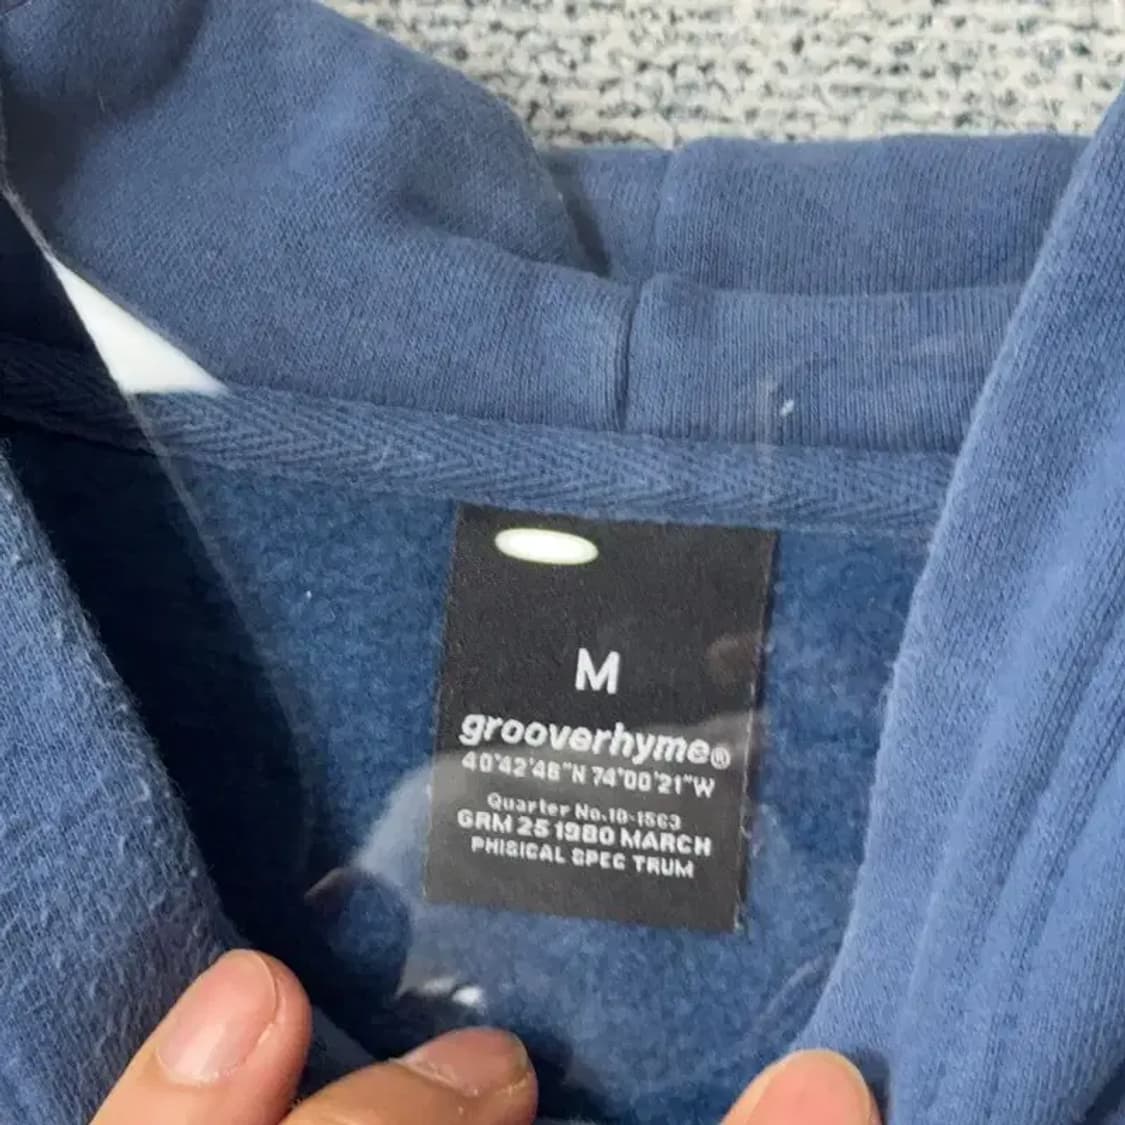 M
grooverhyme®
40°42'46"N 74°00'21"W
Quarter No.10-1563
GRM 25 1980 MARCH
PHISICAL SPEC TRUM